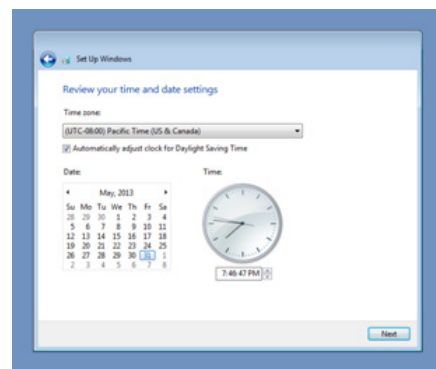 Set Up Windows
Review your time and date settings
Time zone:
(UTC-08:00) Pacific Time (US & Canada)
Automatically adjust clock for Daylight Saving Time
Date:
Time:
May, 2013
Su Mo Tu We Th Fr Sa
28 29 30 1 2 3 4
5 6 7 8 9 10 11
12 13 14 15 16 17 18
19 20 21 22 23 24 25
26 27 28 29 30 31 1
2 3 4 5 6 7 8
7:46:47 PM
Next